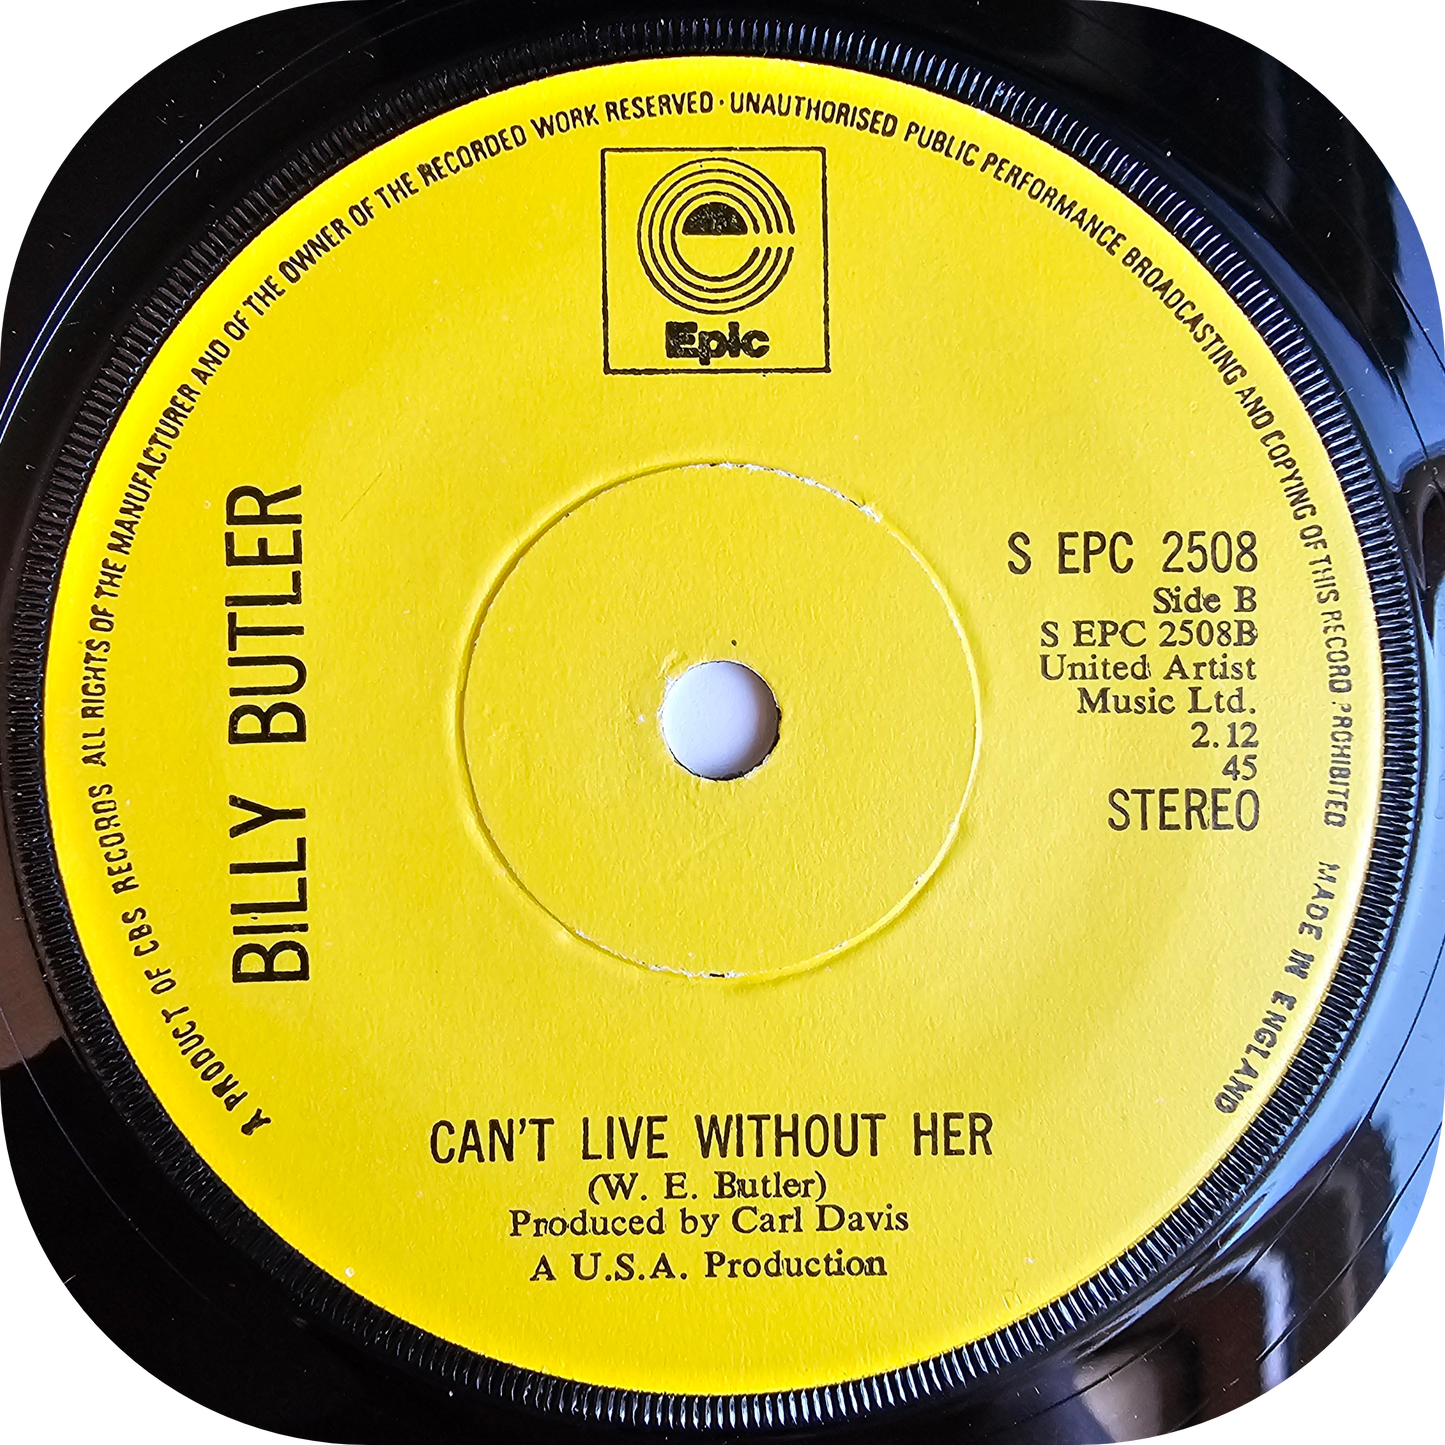 A PRODUCT OF CBS RECORDS ALL RIGHTS OF THE MANUFACTURER AND OF THE OWNER OF THE RECORDED WORK RESERVED · UNAUTHORISED PUBLIC PERFORMANCE BROADCASTING AND COPYING OF THIS RECORD PROHIBITED MADE IN ENGLAND
Epic
BILLY BUTLER
S EPC 2508
Side B
S EPC 2508B
United Artist
Music Ltd.
2.12
45
STEREO
CAN'T LIVE WITHOUT HER
(W. E. Butler)
Produced by Carl Davis
A U.S.A. Production